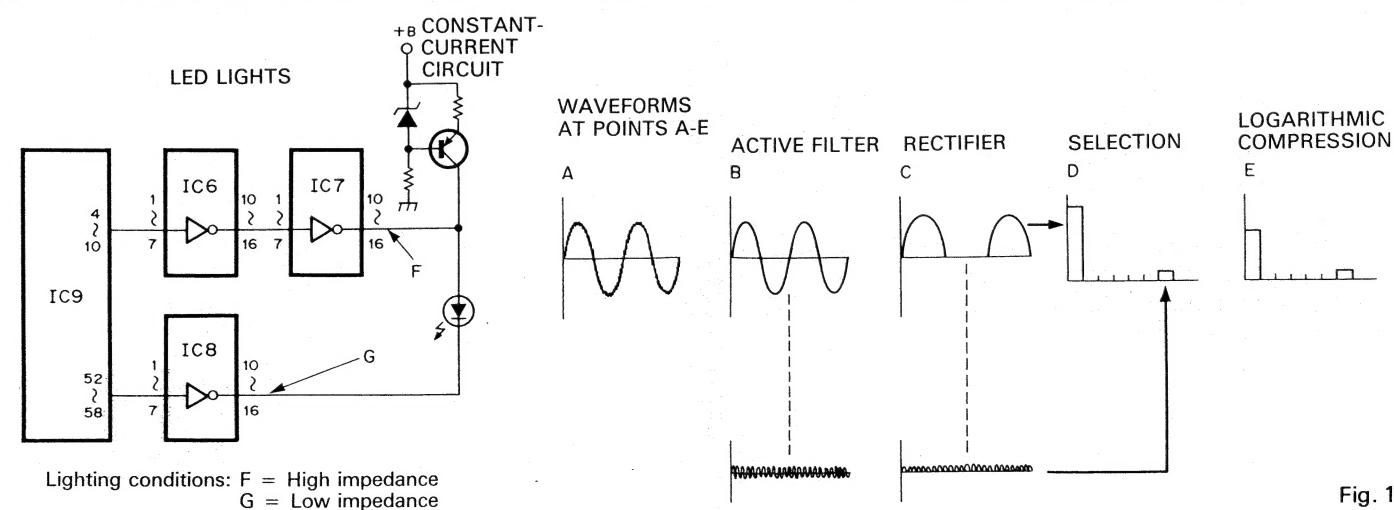 +B CONSTANT-
CURRENT
CIRCUIT
LED LIGHTS
IC9
4
~
10
52
~
58
1
~
7
IC6
10
~
16
1
~
7
IC7
10
~
16
F
1
~
7
IC8
10
~
16
G
Lighting conditions: F = High impedance
G = Low impedance
WAVEFORMS
AT POINTS A-E
A
ACTIVE FILTER
B
RECTIFIER
C
SELECTION
D
LOGARITHMIC
COMPRESSION
E
Fig. 1